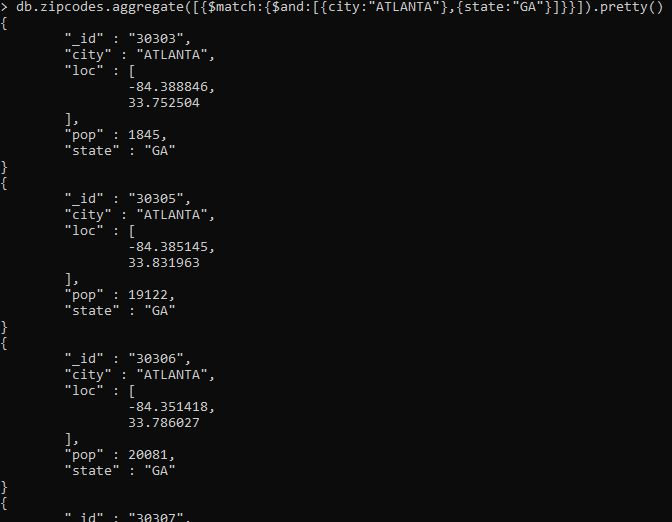 > db.zipcodes.aggregate([{$match:{$and:[{city:"ATLANTA"},{state:"GA"}]}}]).pretty()
{
"_id" : "30303",
"city" : "ATLANTA",
"loc" : [
-84.388846,
33.752504
],
"pop" : 1845,
"state" : "GA"
}
{
"_id" : "30305",
"city" : "ATLANTA",
"loc" : [
-84.385145,
33.831963
],
"pop" : 19122,
"state" : "GA"
}
{
"_id" : "30306",
"city" : "ATLANTA",
"loc" : [
-84.351418,
33.786027
],
"pop" : 20081,
"state" : "GA"
}
{
"_id" : "30307",